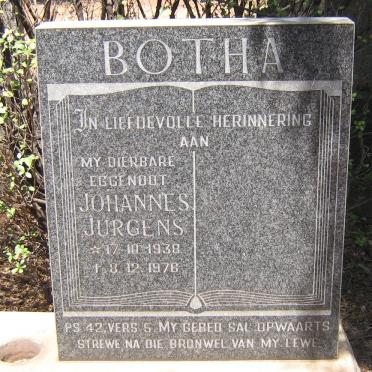 BOTHA
IN LIEFDEVOLLE HERINNERING
AAN
MY DIERBARE
EGGENOOT
JOHANNES
JURGENS
* 17.10.1938
† 8.12.1976
PS. 42, VERS 5, MY GEBED SAL OPWAARTS
STREWE NA DIE BRONWEL VAN MY LEWE